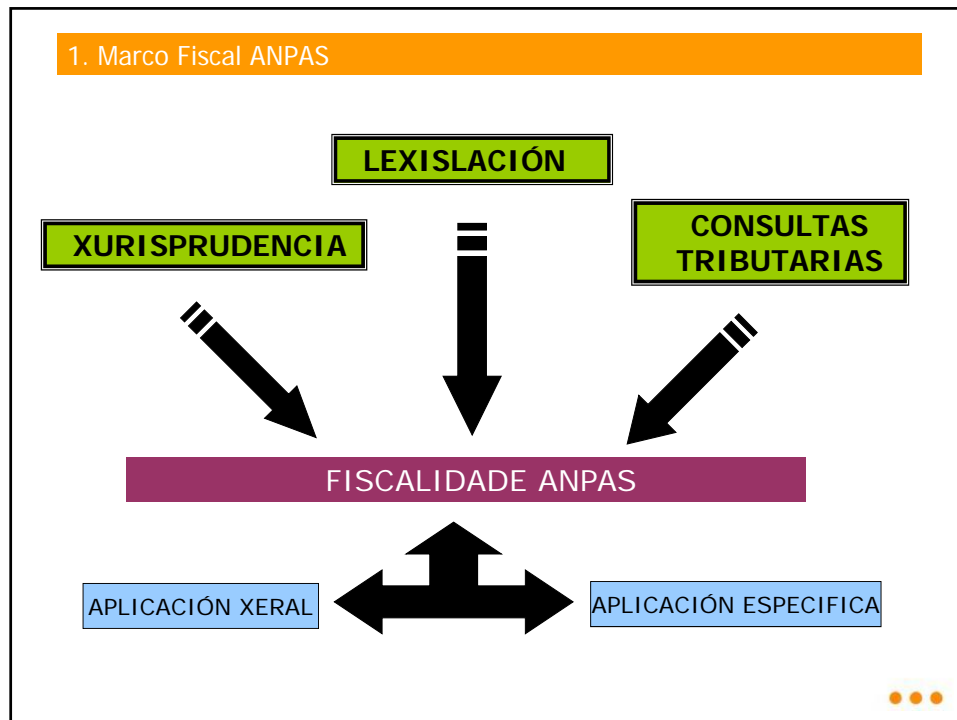 1. Marco Fiscal ANPAS
LEXISLACIÓN
XURISPRUDENCIA
CONSULTAS
TRIBUTARIAS
FISCALIDADE ANPAS
APLICACIÓN XERAL
APLICACIÓN ESPECIFICA